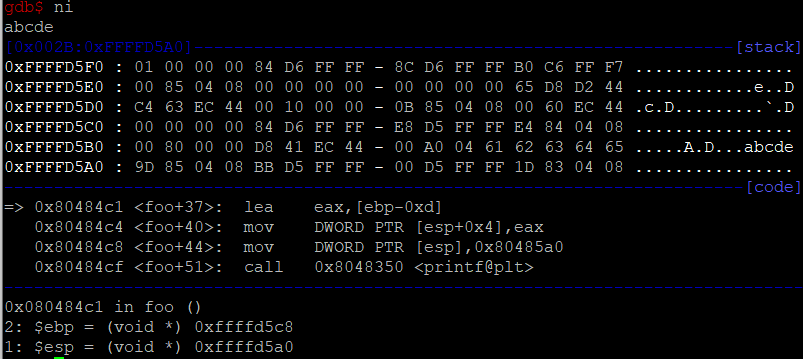 gdb$ ni
abcde
[0x002B:0xFFFFD5A0]------------------------------------------------------[stack]
0xFFFFD5F0 : 01 00 00 00 84 D6 FF FF - 8C D6 FF FF B0 C6 FF F7 ................
0xFFFFD5E0 : 00 85 04 08 00 00 00 00 - 00 00 00 00 65 D8 D2 44 ............e..D
0xFFFFD5D0 : C4 63 EC 44 00 10 00 00 - 0B 85 04 08 00 60 EC 44 .c.D.........`.D
0xFFFFD5C0 : 00 00 00 00 84 D6 FF FF - E8 D5 FF FF E4 84 04 08 ................
0xFFFFD5B0 : 00 80 00 00 D8 41 EC 44 - 00 A0 04 61 62 63 64 65 .....A.D...abcde
0xFFFFD5A0 : 9D 85 04 08 BB D5 FF FF - 00 D5 FF FF 1D 83 04 08 ................
--------------------------------------------------------------------------[code]
=> 0x80484c1 <foo+37>: lea    eax,[ebp-0xd]
   0x80484c4 <foo+40>: mov    DWORD PTR [esp+0x4],eax
   0x80484c8 <foo+44>: mov    DWORD PTR [esp],0x80485a0
   0x80484cf <foo+51>: call   0x8048350 <printf@plt>
--------------------------------------------------------------------------------
0x080484c1 in foo ()
2: $ebp = (void *) 0xffffd5c8
1: $esp = (void *) 0xffffd5a0